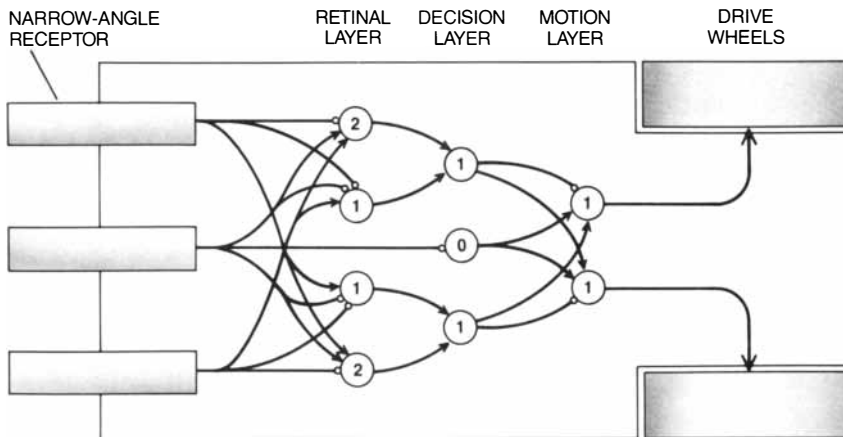 NARROW-ANGLE
RECEPTOR
RETINAL
LAYER
DECISION
LAYER
MOTION
LAYER
DRIVE
WHEELS
2
1
1
0
1
1
1
1
2